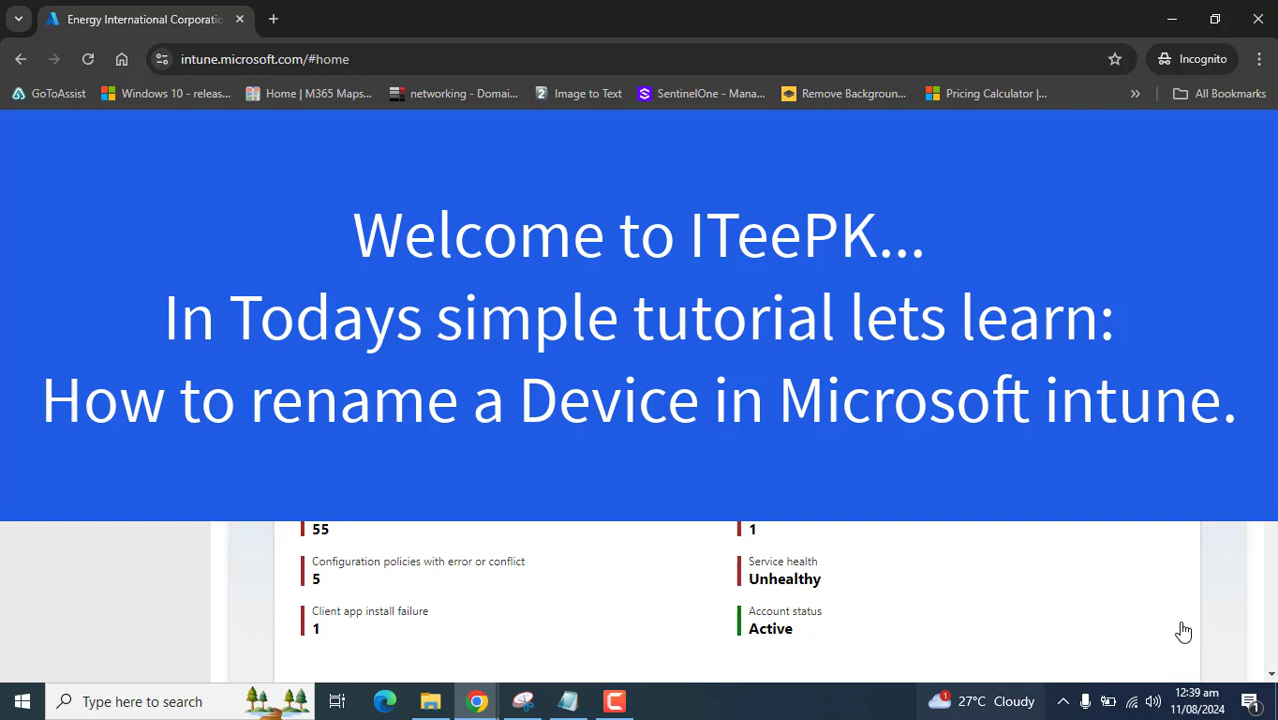 Energy International Corporatio
intune.microsoft.com/#home
Incognito
GoToAssist
Windows 10 - releas...
Home | M365 Maps...
networking - Domai...
Image to Text
SentinelOne - Mana...
Remove Backgroun...
Pricing Calculator |...
All Bookmarks
Welcome to ITeePK...
In Todays simple tutorial lets learn:
How to rename a Device in Microsoft intune.
55
1
Configuration policies with error or conflict
5
Service health
Unhealthy
Client app install failure
1
Account status
Active
Type here to search
1
27°C Cloudy
12:39 am
11/08/2024
1